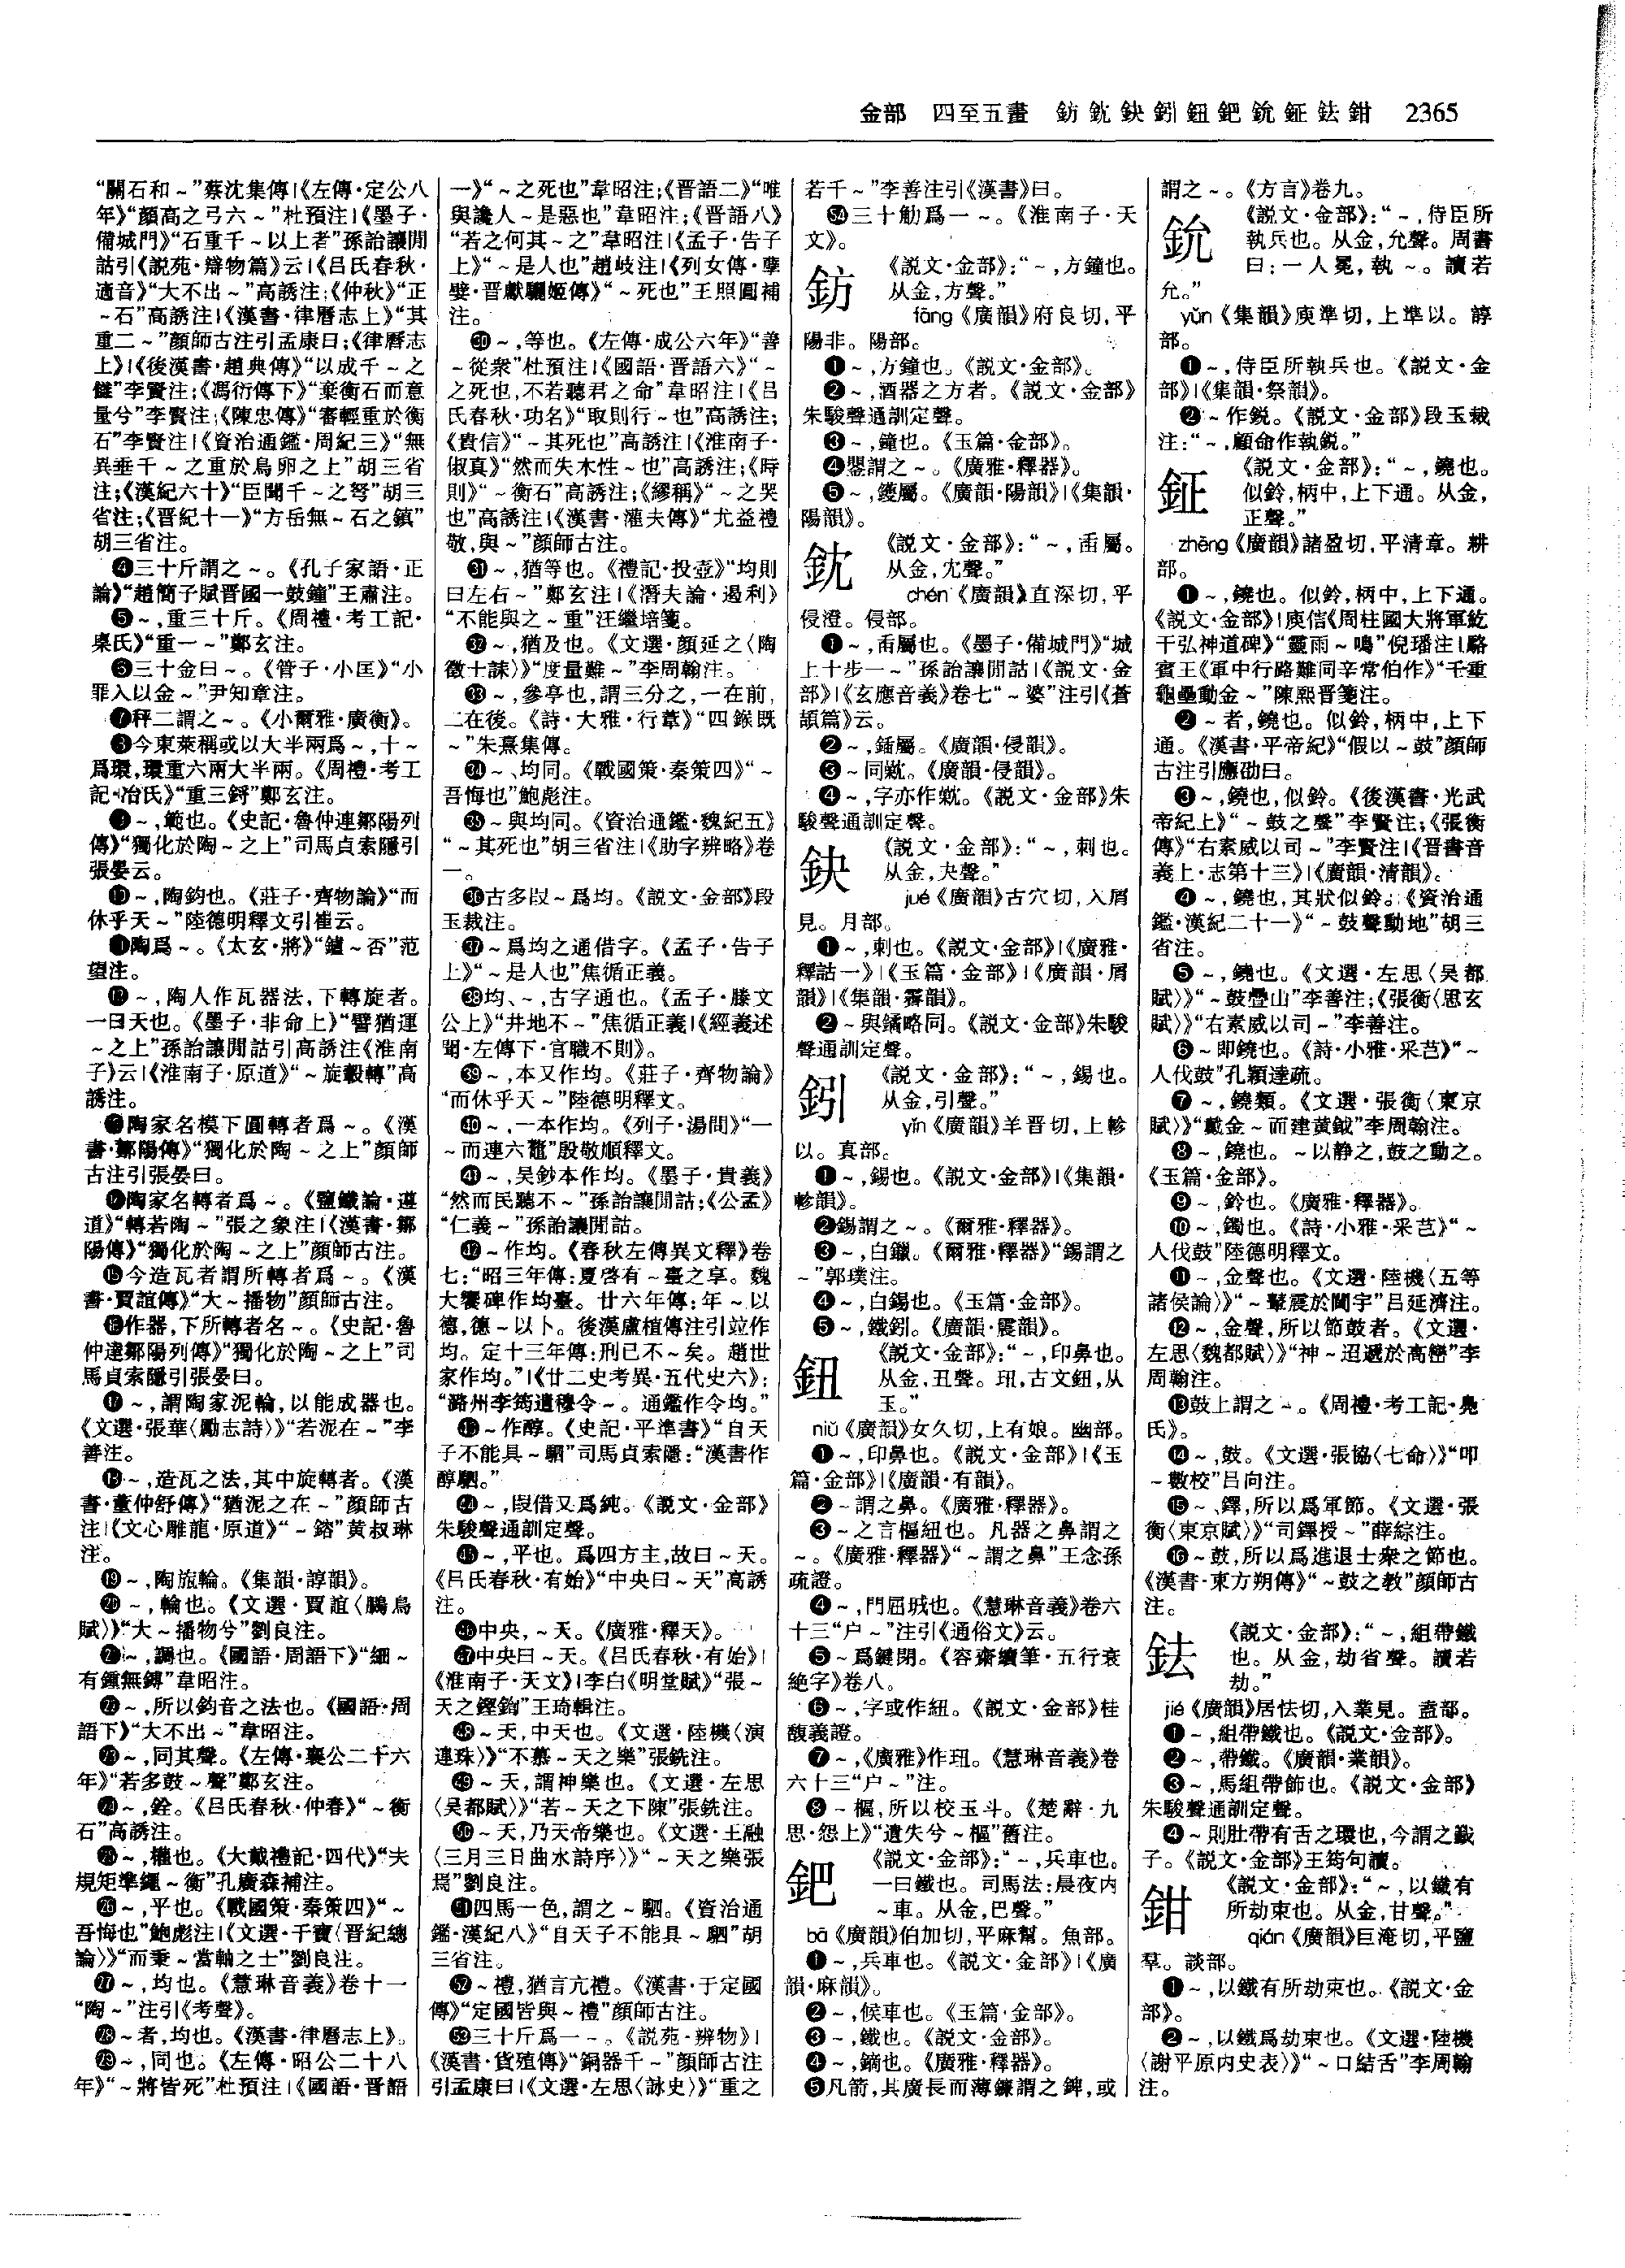 金部　四至五畫　鈁鈂鈌鈏鈕鈀鈗鉦鉣鉗　2365
“關石和～”蔡沈集傳|《左傳·定公八
年》“顏高之弓六～”杜預注|《墨子·
備城門》“石重千～以上者”孫詒讓閒
詁引《説苑·辯物篇》云|《吕氏春秋·
適音》“大不出～”高誘注;《仲秋》“正
～石”高誘注|《漢書·律曆志上》“其
重二～”顏師古注引孟康曰;《律曆志
上》|《後漢書·趙典傳》“以成千～之
讎”李賢注;《馮衍傳下》“棄衡石而意
量兮”李賢注;《陳忠傳》“審輕重於衡
石”李賢注|《資治通鑑·周紀三》“無
異垂千～之重於鳥卵之上”胡三省
注;《漢紀六十》“臣聞千～之弩”胡三
省注;《晋紀十一》“方岳無～石之鎮”
胡三省注。
❹三十斤謂之～。《孔子家語·正
論》“趙簡子賦晋國一鼓鐘”王肅注。
❺～,重三十斤。《周禮·考工記·
㮚氏》“重一～”鄭玄注。
❻三十金曰～。《管子·小匡》“小
罪入以金～”尹知章注。
❼秤二謂之～。《小爾雅·廣衡》。
❽今東萊稱或以大半兩爲～,十～
爲環,環重六兩大半兩。《周禮·考工
記·冶氏》“重三鋝”鄭玄注。
❾～,範也。《史記·魯仲連鄒陽列
傳》“獨化於陶～之上”司馬貞索隱引
張晏云。
❿～,陶鈞也。《莊子·齊物論》“而
休乎天～”陸德明釋文引崔云。
⓫陶爲～。《太玄·將》“鑪～否”范
望注。
⓬～,陶人作瓦器法,下轉旋者。
一曰天也。《墨子·非命上》“譬猶運
～之上”孫詒讓閒詁引高誘注《淮南
子》云|《淮南子·原道》“～旋轂轉”高
誘注。
⓭陶家名模下圓轉者爲～。《漢
書·鄒陽傳》“獨化於陶～之上”顏師
古注引張晏曰。
⓮陶家名轉者爲～。《鹽鐵論·遵
道》“轉若陶～”張之象注|《漢書·鄒
陽傳》“獨化於陶～之上”顏師古注。
⓯今造瓦者謂所轉者爲～。《漢
書·賈誼傳》“大～播物”顏師古注。
⓰作器,下所轉者名～。《史記·魯
仲連鄒陽列傳》“獨化於陶～之上”司
馬貞索隱引張晏曰。
⓱～,謂陶家泥輪,以能成器也。
《文選·張華〈勵志詩〉》“若泥在～”李
善注。
⓲～,造瓦之法,其中旋轉者。《漢
書·董仲舒傳》“猶泥之在～”顏師古
注|《文心雕龍·原道》“～鎔”黄叔琳
注。
⓳～,陶旊輪。《集韻·諄韻》。
⓴～,輪也。《文選·賈誼〈鵩鳥
賦〉》“大～播物兮”劉良注。
㉑～,調也。《國語·周語下》“細～
有鍾無鎛”韋昭注。
㉒～,所以鈞音之法也。《國語·周
語下》“大不出～”韋昭注。
㉓～,同其聲。《左傳·襄公二十六
年》“若多鼓～聲”鄭玄注。
㉔～,銓。《吕氏春秋·仲春》“～衡
石”高誘注。
㉕～,權也。《大戴禮記·四代》“夫
規矩準繩～衡”孔廣森補注。
㉖～,平也。《戰國策·秦策四》“～
吾悔也”鮑彪注|《文選·干寶〈晋紀總
論〉》“而秉～當軸之士”劉良注。
㉗～,均也。《慧琳音義》卷十一
“陶～”注引《考聲》。
㉘～者,均也。《漢書·律曆志上》。
㉙～,同也。《左傳·昭公二十八
年》“～將皆死”杜預注|《國語·晋語
一》“～之死也”韋昭注;《晋語二》“唯
與讒人～是惡也”韋昭注;《晋語八》
“若之何其～之”韋昭注|《孟子·告子
上》“～是人也”趙岐注|《列女傳·孽
嬖·晋獻驪姬傳》“～死也”王照圓補
注。
㉚～,等也。《左傳·成公六年》“善
～從衆”杜預注|《國語·晋語六》“～
之死也,不若聽君之命”韋昭注|《吕
氏春秋·功名》“取則行～也”高誘注;
《貴信》“～其死也”高誘注|《淮南子·
俶真》“然而失木性～也”高誘注;《時
則》“～衡石”高誘注;《繆稱》“～之哭
也”高誘注|《漢書·灌夫傳》“尤益禮
敬,與～”顏師古注。
㉛～,猶等也。《禮記·投壺》“均則
曰左右～”鄭玄注|《潛夫論·遏利》
“不能與之～重”汪繼培箋。
㉜～,猶及也。《文選·顏延之〈陶
徵士誄〉》“度量難～”李周翰注。
㉝～,參亭也,謂三分之,一在前,
二在後。《詩·大雅·行葦》“四鍭既
～”朱熹集傳。
㉞～、均同。《戰國策·秦策四》“～
吾悔也”鮑彪注。
㉟～與均同。《資治通鑑·魏紀五》
“～其死也”胡三省注|《助字辨略》卷
一。
㊱古多叚～爲均。《説文·金部》段
玉裁注。
㊲～爲均之通借字。《孟子·告子
上》“～是人也”焦循正義。
㊳均、～,古字通也。《孟子·滕文
公上》“井地不～”焦循正義|《經義述
聞·左傳下·官職不則》。
㊴～,本又作均。《莊子·齊物論》
“而休乎天～”陸德明釋文。
㊵～,一本作均。《列子·湯問》“一
～而連六鼇”殷敬順釋文。
㊶～,吴鈔本作均。《墨子·貴義》
“然而民聽不～”孫詒讓閒詁;《公孟》
“仁義～”孫詒讓閒詁。
㊷～作均。《春秋左傳異文釋》卷
七:“昭三年傳:夏啓有～臺之享。魏
大饗碑作均臺。廿六年傳:年～以
德,德～以卜。後漢盧植傳注引竝作
均。定十三年傳:刑已不～矣。趙世
家作均。”|《廿二史考異·五代史六》:
“潞州李筠遣穆令～。通鑑作令均。”
㊸～作醇。《史記·平準書》“自天
子不能具～駟”司馬貞索隱:“漢書作
醇駟。”
㊹～,叚借又爲純。《説文·金部》
朱駿聲通訓定聲。
㊺～,平也。爲四方主,故曰～天。
《吕氏春秋·有始》“中央曰～天”高誘
注。
㊻中央,～天。《廣雅·釋天》。
㊼中央曰～天。《吕氏春秋·有始》|
《淮南子·天文》|李白《明堂賦》“張～
天之鏗鍧”王琦輯注。
㊽～天,中天也。《文選·陸機〈演
連珠〉》“不慕～天之樂”張銑注。
㊾～天,謂神樂也。《文選·左思
〈吴都賦〉》“若～天之下陳”張銑注。
㊿～天,乃天帝樂也。《文選·王融
〈三月三日曲水詩序〉》“～天之樂張
焉”劉良注。
51四馬一色,謂之～駟。《資治通
鑑·漢紀八》“自天子不能具～駟”胡
三省注。
52～禮,猶言亢禮。《漢書·于定國
傳》“定國皆與～禮”顏師古注。
53三十斤爲一～。《説苑·辨物》|
《漢書·貨殖傳》“銅器千～”顏師古注
引孟康曰|《文選·左思〈詠史〉》“重之
若千～”李善注引《漢書》曰。
54三十觔爲一～。《淮南子·天
文》。
鈁　《説文·金部》:“～,方鐘也。
从金,方聲。”
fāng《廣韻》府良切,平
陽非。陽部。
❶～,方鐘也。《説文·金部》。
❷～,酒器之方者。《説文·金部》
朱駿聲通訓定聲。
❸～,鐘也。《玉篇·金部》。
❹罌謂之～。《廣雅·釋器》。
❺～,鑊屬。《廣韻·陽韻》|《集韻·
陽韻》。
鈂　《説文·金部》:“～,臿屬。
从金,冘聲。”
chén《廣韻》直深切,平
侵澄。侵部。
❶～,臿屬也。《墨子·備城門》“城
上十步一～”孫詒讓閒詁|《説文·金
部》|《玄應音義》卷七“～婆”注引《蒼
頡篇》云。
❷～,鍤屬。《廣韻·侵韻》。
❸～同㭙。《廣韻·侵韻》。
❹～,字亦作㭙。《説文·金部》朱
駿聲通訓定聲。
鈌　《説文·金部》:“～,刺也。
从金,夬聲。”
jué《廣韻》古穴切,入屑
見。月部。
❶～,刺也。《説文·金部》|《廣雅·
釋詁一》|《玉篇·金部》|《廣韻·屑
韻》|《集韻·霽韻》。
❷～與鐍略同。《説文·金部》朱駿
聲通訓定聲。
鈏　《説文·金部》:“～,錫也。
从金,引聲。”
yǐn《廣韻》羊晋切,上軫
以。真部。
❶～,錫也。《説文·金部》|《集韻·
軫韻》。
❷錫謂之～。《爾雅·釋器》。
❸～,白鑞。《爾雅·釋器》“錫謂之
～”郭璞注。
❹～,白錫也。《玉篇·金部》。
❺～,鐵鈏。《廣韻·震韻》。
鈕　《説文·金部》:“～,印鼻也。
从金,丑聲。玨,古文鈕,从
玉。”
niǔ《廣韻》女久切,上有娘。幽部。
❶～,印鼻也。《説文·金部》|《玉
篇·金部》|《廣韻·有韻》。
❷～謂之鼻。《廣雅·釋器》。
❸～之言樞紐也。凡器之鼻謂之
～。《廣雅·釋器》“～謂之鼻”王念孫
疏證。
❹～,門㞐戌也。《慧琳音義》卷六
十三“户～”注引《通俗文》云。
❺～爲鍵閉。《容齋續筆·五行衰
絶字》卷八。
❻～,字或作紐。《説文·金部》桂
馥義證。
❼～,《廣雅》作玨。《慧琳音義》卷
六十三“户～”注。
❽～樞,所以校玉斗。《楚辭·九
思·怨上》“遺失兮～樞”舊注。
鈀　《説文·金部》:“～,兵車也。
一曰鐵也。司馬法:晨夜内
～車。从金,巴聲。”
bā《廣韻》伯加切,平麻幫。魚部。
❶～,兵車也。《説文·金部》|《廣
韻·麻韻》。
❷～,候車也。《玉篇·金部》。
❸～,鐵也。《説文·金部》。
❹～,鏑也。《廣雅·釋器》。
❺凡箭,其廣長而薄鐮謂之錍,或
謂之～。《方言》卷九。
鈗　《説文·金部》:“～,侍臣所
執兵也。从金,允聲。周書
曰:一人冕,執～。讀若
允。”
yǔn《集韻》庾準切,上準以。諄
部。
❶～,侍臣所執兵也。《説文·金
部》|《集韻·祭韻》。
❷～作鋭。《説文·金部》段玉裁
注:“～,顧命作執鋭。”
鉦　《説文·金部》:“～,鐃也。
似鈴,柄中,上下通。从金,
正聲。”
zhēng《廣韻》諸盈切,平清章。耕
部。
❶～,鐃也。似鈴,柄中,上下通。
《説文·金部》|庾信《周柱國大將軍紇
干弘神道碑》“靈雨～鳴”倪璠注|駱
賓王《軍中行路難同辛常伯作》“千重
龜壘動金～”陳熙晋箋注。
❷～者,鐃也。似鈴,柄中,上下
通。《漢書·平帝紀》“假以～鼓”顏師
古注引應劭曰。
❸～,鐃也,似鈴。《後漢書·光武
帝紀上》“～鼓之聲”李賢注;《張衡
傳》“右素威以司～”李賢注|《晋書音
義上·志第十三》|《廣韻·清韻》。
❹～,鐃也,其狀似鈴。《資治通
鑑·漢紀二十一》“～鼓聲動地”胡三
省注。
❺～,鐃也。《文選·左思〈吴都
賦〉》“～鼓疊山”李善注;《張衡〈思玄
賦〉》“右素威以司～”李善注。
❻～即鐃也。《詩·小雅·采芑》“～
人伐鼓”孔穎達疏。
❼～,鐃類。《文選·張衡〈東京
賦〉》“戴金～而建黄鉞”李周翰注。
❽～,鐃也。～以静之,鼓之動之。
《玉篇·金部》。
❾～,鈴也。《廣雅·釋器》。
❿～,鐲也。《詩·小雅·采芑》“～
人伐鼓”陸德明釋文。
⓫～,金聲也。《文選·陸機〈五等
諸侯論〉》“～鼙震於閫宇”吕延濟注。
⓬～,金聲,所以節鼓者。《文選·
左思〈魏都賦〉》“神～迢遞於高巒”李
周翰注。
⓭鼓上謂之～。《周禮·考工記·鳧
氏》。
⓮～,鼓。《文選·張協〈七命〉》“叩
～數校”吕向注。
⓯～、鐸,所以爲軍節。《文選·張
衡〈東京賦〉》“司鐸授～”薛綜注。
⓰～鼓,所以爲進退士衆之節也。
《漢書·東方朔傳》“～鼓之教”顏師古
注。
鉣　《説文·金部》:“～,組帶鐵
也。从金,劫省聲。讀若
劫。”
jié《廣韻》居怯切,入業見。盍部。
❶～,組帶鐵也。《説文·金部》。
❷～,帶鐵。《廣韻·業韻》。
❸～,馬組帶飾也。《説文·金部》
朱駿聲通訓定聲。
❹～則肚帶有舌之環也,今謂之鈒
子。《説文·金部》王筠句讀。
鉗　《説文·金部》:“～,以鐵有
所劫束也。从金,甘聲。”
qián《廣韻》巨淹切,平鹽
羣。談部。
❶～,以鐵有所劫束也。《説文·金
部》。
❷～,以鐵爲劫束也。《文選·陸機
〈謝平原内史表〉》“～口結舌”李周翰
注。